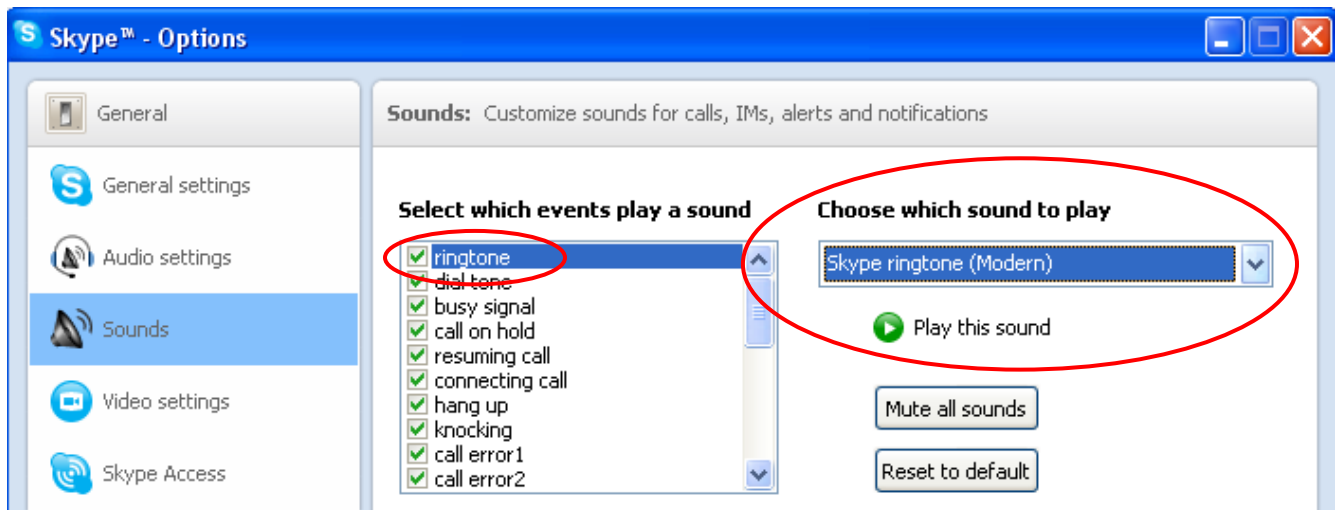 Skype™ - Options
General
General settings
Audio settings
Sounds
Video settings
Skype Access
Sounds: Customize sounds for calls, IMs, alerts and notifications
Select which events play a sound
ringtone
dial tone
busy signal
call on hold
resuming call
connecting call
hang up
knocking
call error1
call error2
Choose which sound to play
Skype ringtone (Modern)
Play this sound
Mute all sounds
Reset to default